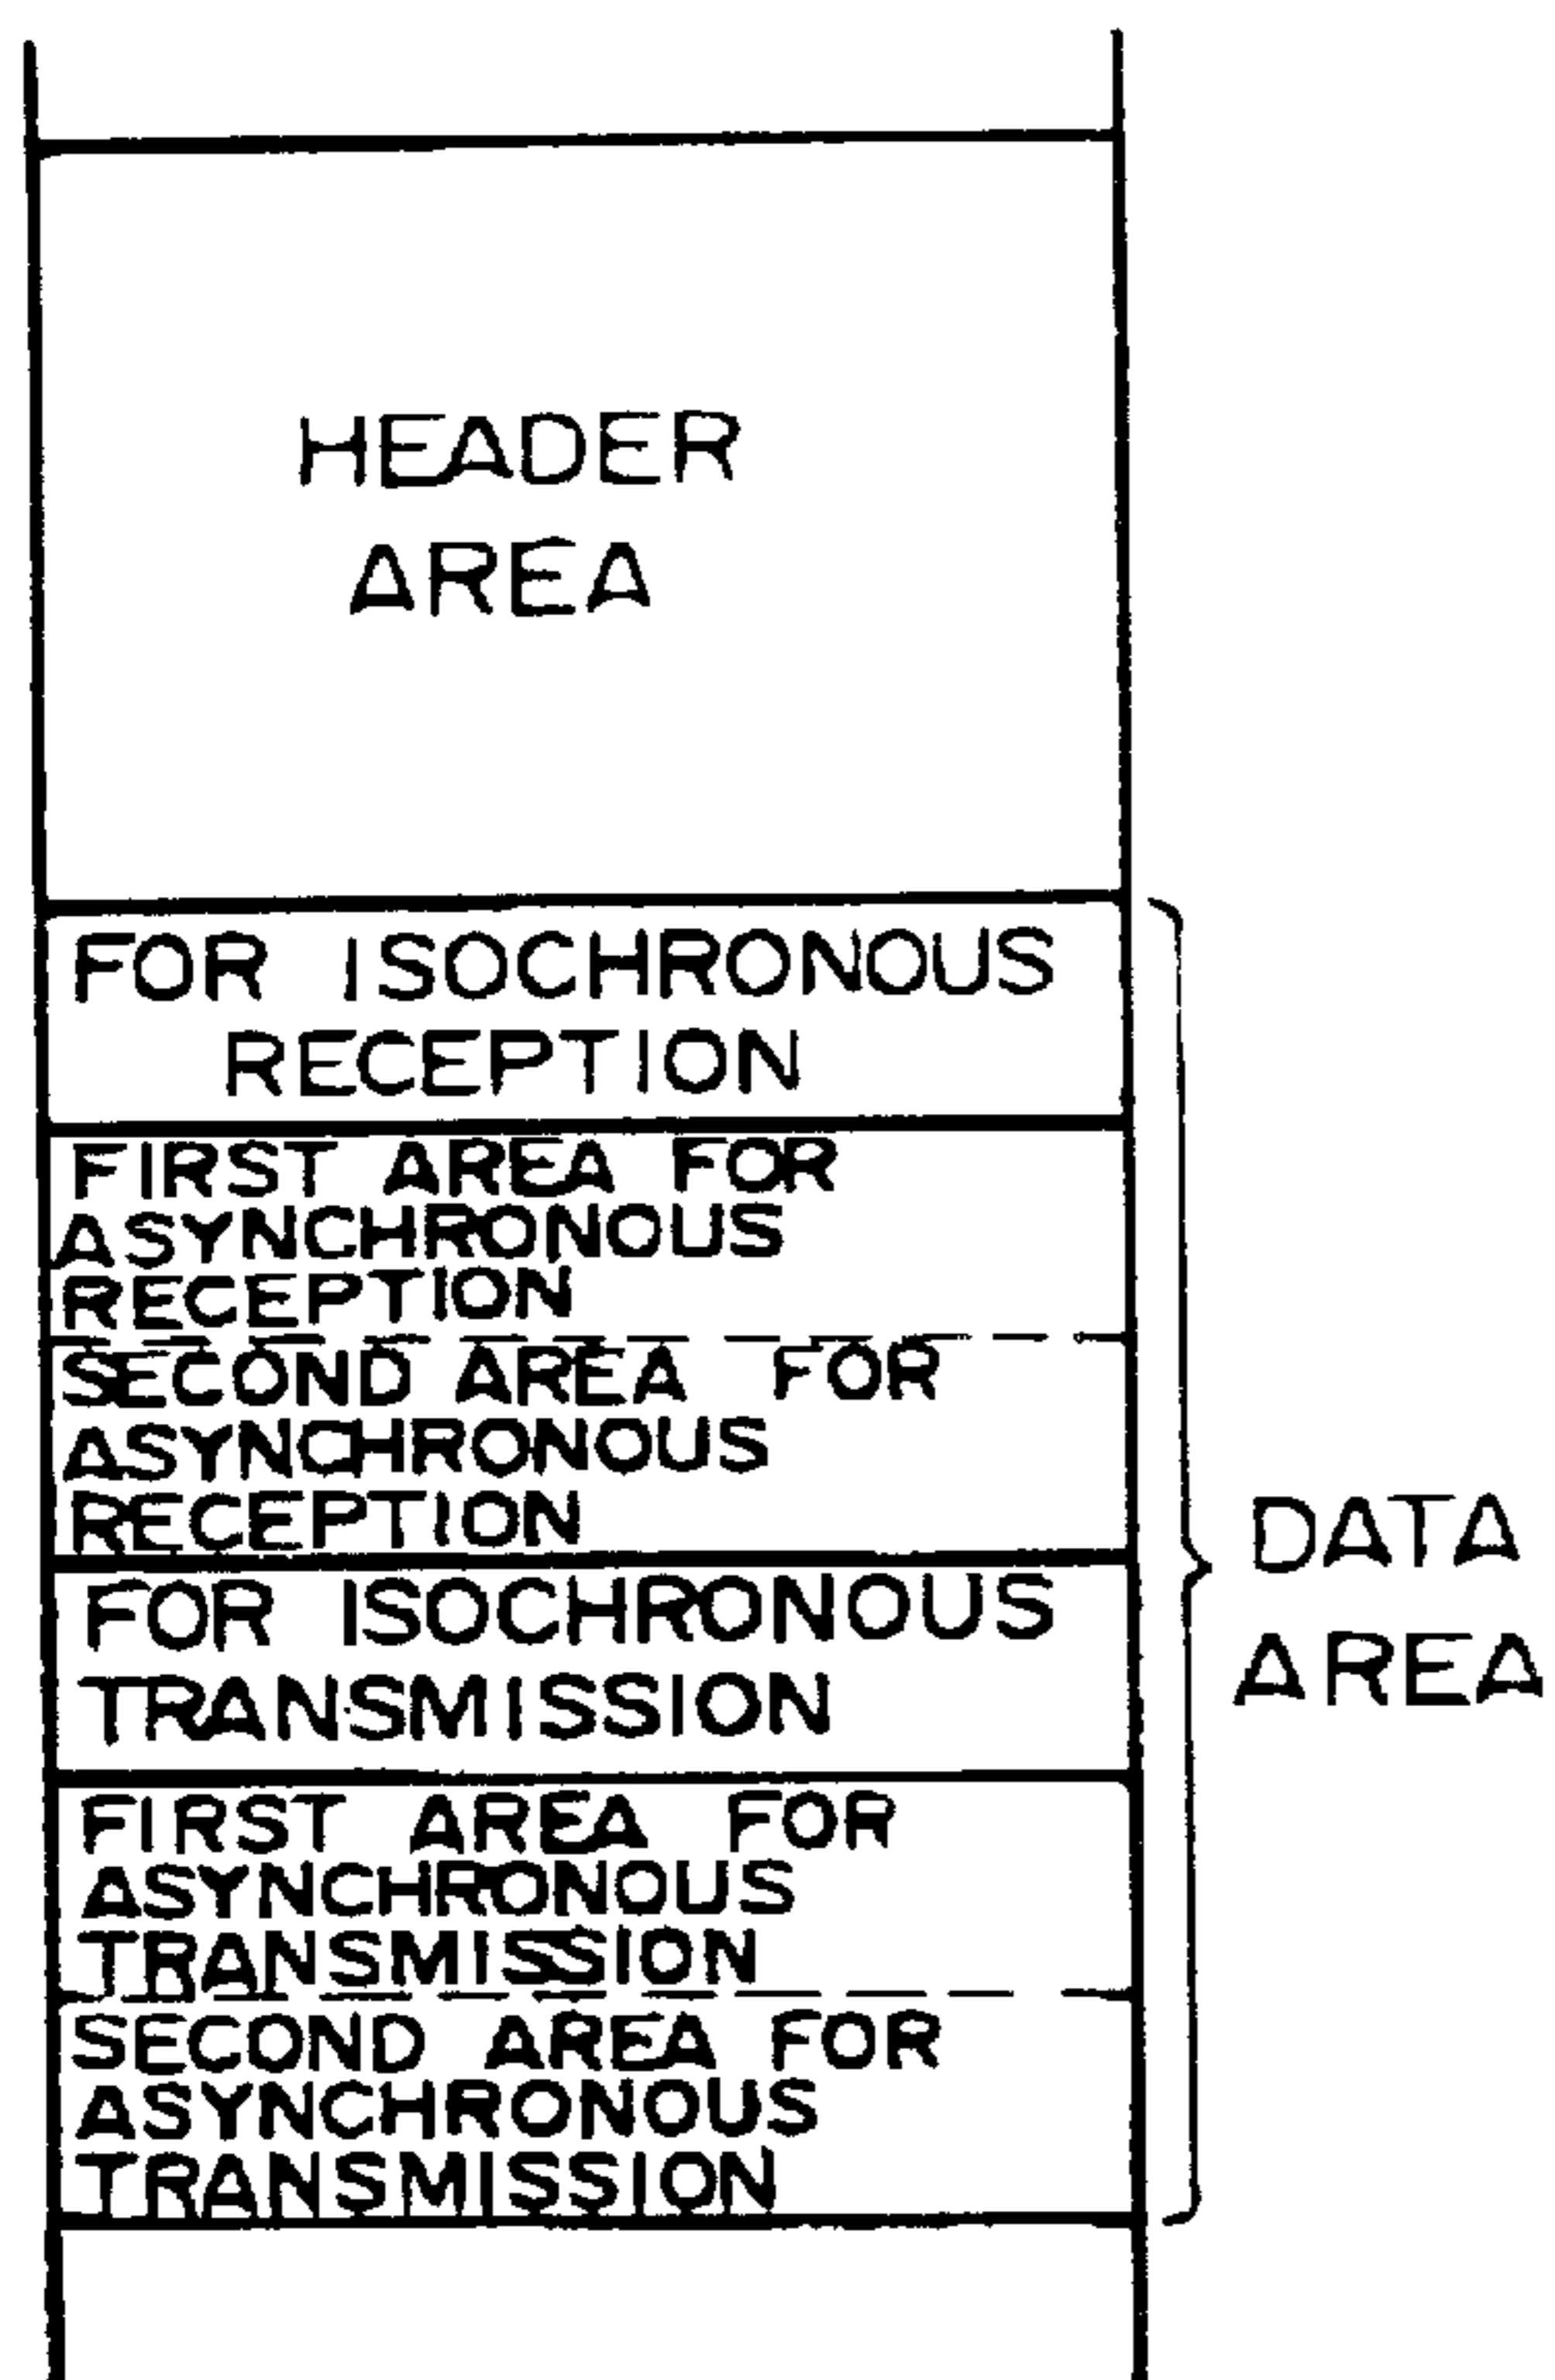 HEADER
AREA
FOR ISOCHRONOUS
RECEPTION
FIRST AREA FOR
ASYNCHRONOUS
RECEPTION
SECOND AREA FOR
ASYNCHRONOUS
RECEPTION
FOR ISOCHRONOUS
TRANSMISSION
FIRST AREA FOR
ASYNCHRONOUS
TRANSMISSION
SECOND AREA FOR
ASYNCHRONOUS
TRANSMISSION
DATA
AREA